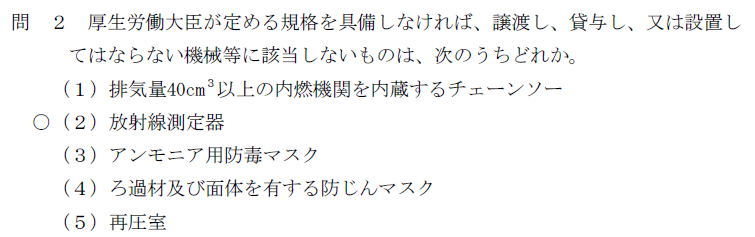 問　２　厚生労働大臣が定める規格を具備しなければ、譲渡し、貸与し、又は設置し
てはならない機械等に該当しないものは、次のうちどれか。
（１）排気量40cm³以上の内燃機関を内蔵するチェーンソー
○（２）放射線測定器
（３）アンモニア用防毒マスク
（４）ろ過材及び面体を有する防じんマスク
（５）再圧室